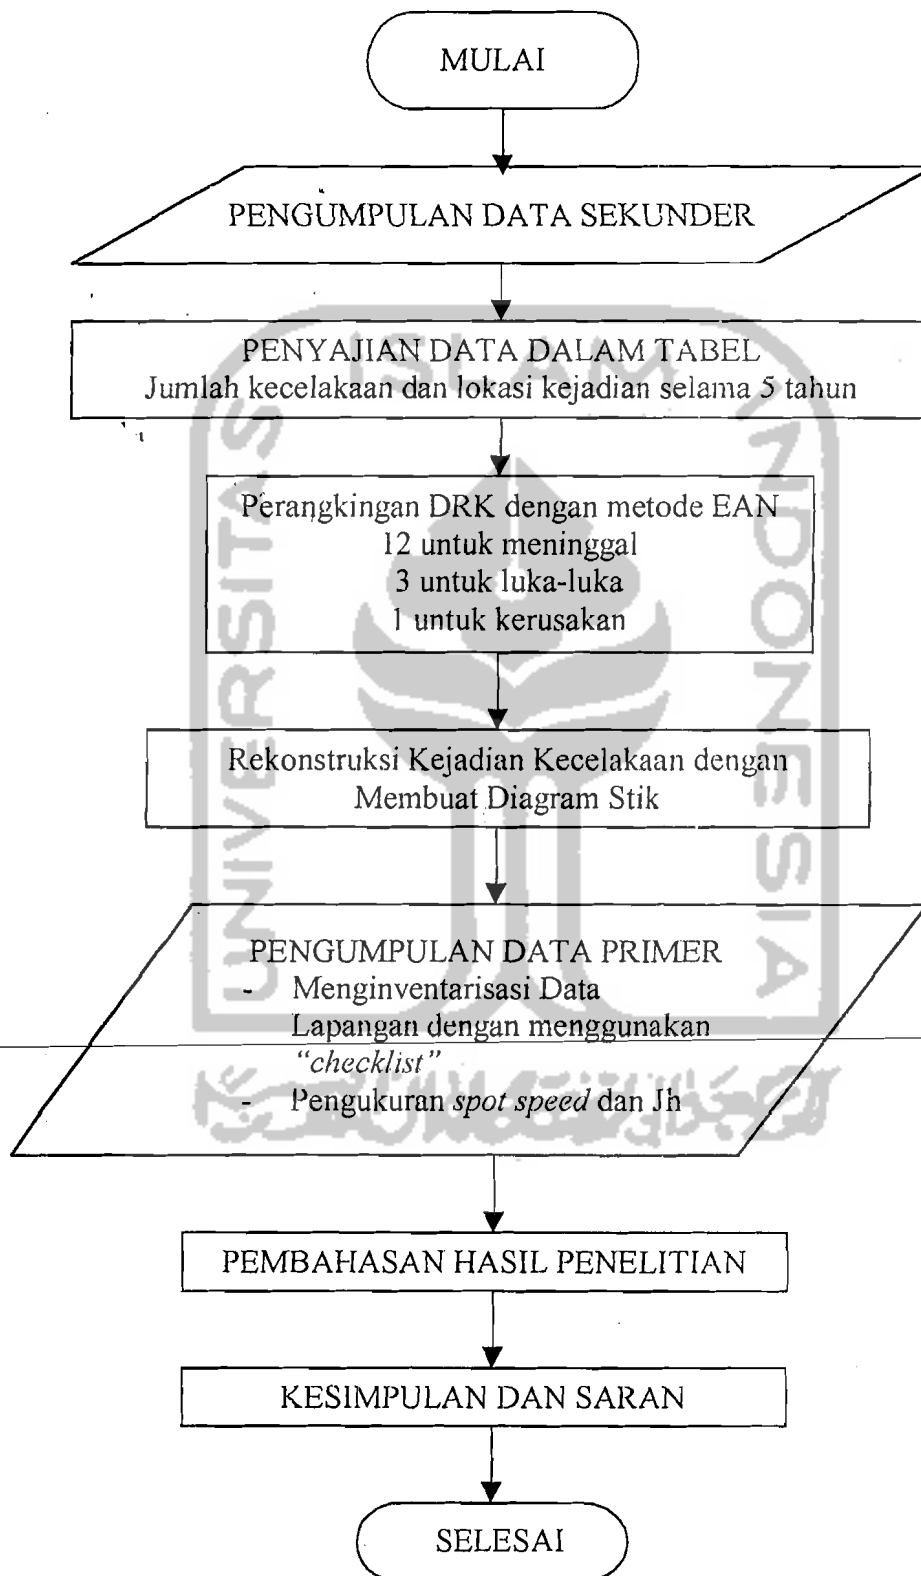 MULAI
PENGUMPULAN DATA SEKUNDER
PENYAJIAN DATA DALAM TABEL
Jumlah kecelakaan dan lokasi kejadian selama 5 tahun
Perangkingan DRK dengan metode EAN
12 untuk meninggal
3 untuk luka-luka
1 untuk kerusakan
Rekonstruksi Kejadian Kecelakaan dengan
Membuat Diagram Stik
PENGUMPULAN DATA PRIMER
- Menginventarisasi Data
Lapangan dengan menggunakan
“checklist”
- Pengukuran spot speed dan Jh
PEMBAHASAN HASIL PENELITIAN
KESIMPULAN DAN SARAN
SELESAI
UNIVERSITAS
ISLAM
INDONESIA